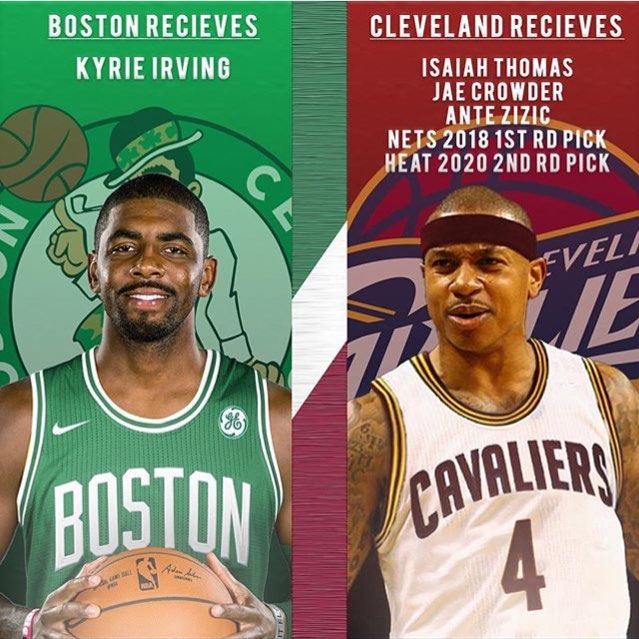 BOSTON RECIEVES
KYRIE IRVING
CLEVELAND RECIEVES
ISAIAH THOMAS
JAE CROWDER
ANTE ZIZIC
NETS 2018 1ST RD PICK
HEAT 2020 2ND RD PICK
BOSTON
CAVALIERS
4
NBA